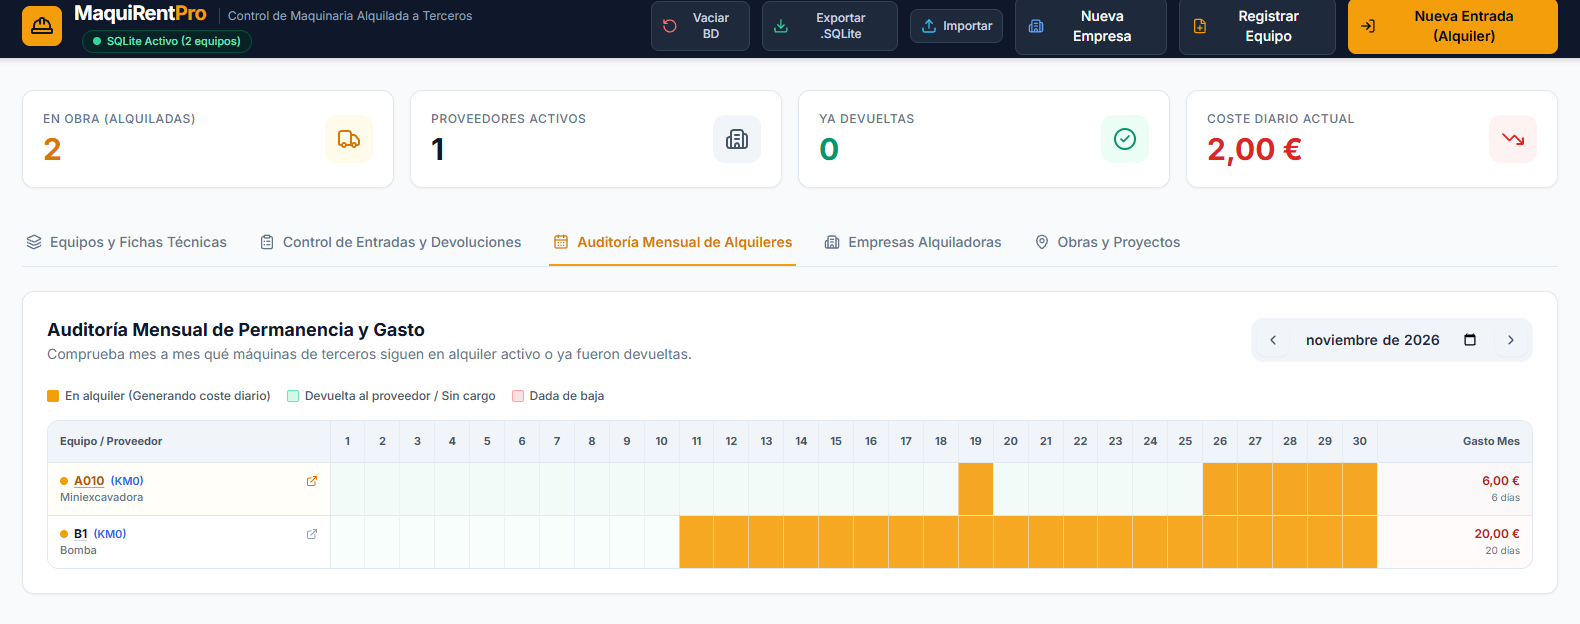 MaquiRentPro
Control de Maquinaria Alquilada a Terceros
SQLite Activo (2 equipos)
Vaciar
BD
Exportar
.SQLite
Importar
Nueva
Empresa
Registrar
Equipo
Nueva Entrada
(Alquiler)
EN OBRA (ALQUILADAS)
2
PROVEEDORES ACTIVOS
1
YA DEVUELTAS
0
COSTE DIARIO ACTUAL
2,00 €
Equipos y Fichas Técnicas
Control de Entradas y Devoluciones
Auditoría Mensual de Alquileres
Empresas Alquiladoras
Obras y Proyectos
Auditoría Mensual de Permanencia y Gasto
Comprueba mes a mes qué máquinas de terceros siguen en alquiler activo o ya fueron devueltas.
noviembre de 2026
En alquiler (Generando coste diario)
Devuelta al proveedor / Sin cargo
Dada de baja
Equipo / Proveedor 1 2 3 4 5 6 7 8 9 10 11 12 13 14 15 16 17 18 19 20 21 22 23 24 25 26 27 28 29 30 Gasto Mes
A010 (KM0) 6,00 €
Miniexcavadora 6 días
B1 (KM0) 20,00 €
Bomba 20 días